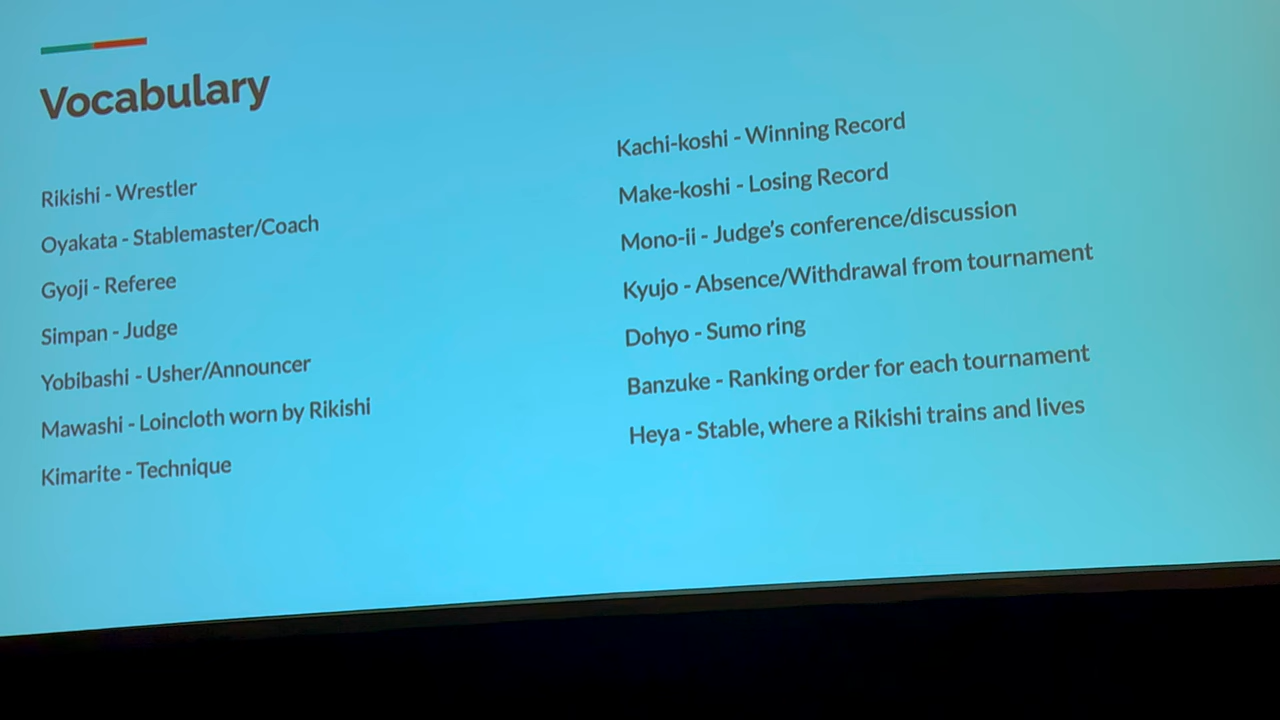 Vocabulary
Rikishi - Wrestler
Oyakata - Stablemaster/Coach
Gyoji - Referee
Simpan - Judge
Yobibashi - Usher/Announcer
Mawashi - Loincloth worn by Rikishi
Kimarite - Technique
Kachi-koshi - Winning Record
Make-koshi - Losing Record
Mono-ii - Judge's conference/discussion
Kyujo - Absence/Withdrawal from tournament
Dohyo - Sumo ring
Banzuke - Ranking order for each tournament
Heya - Stable, where a Rikishi trains and lives